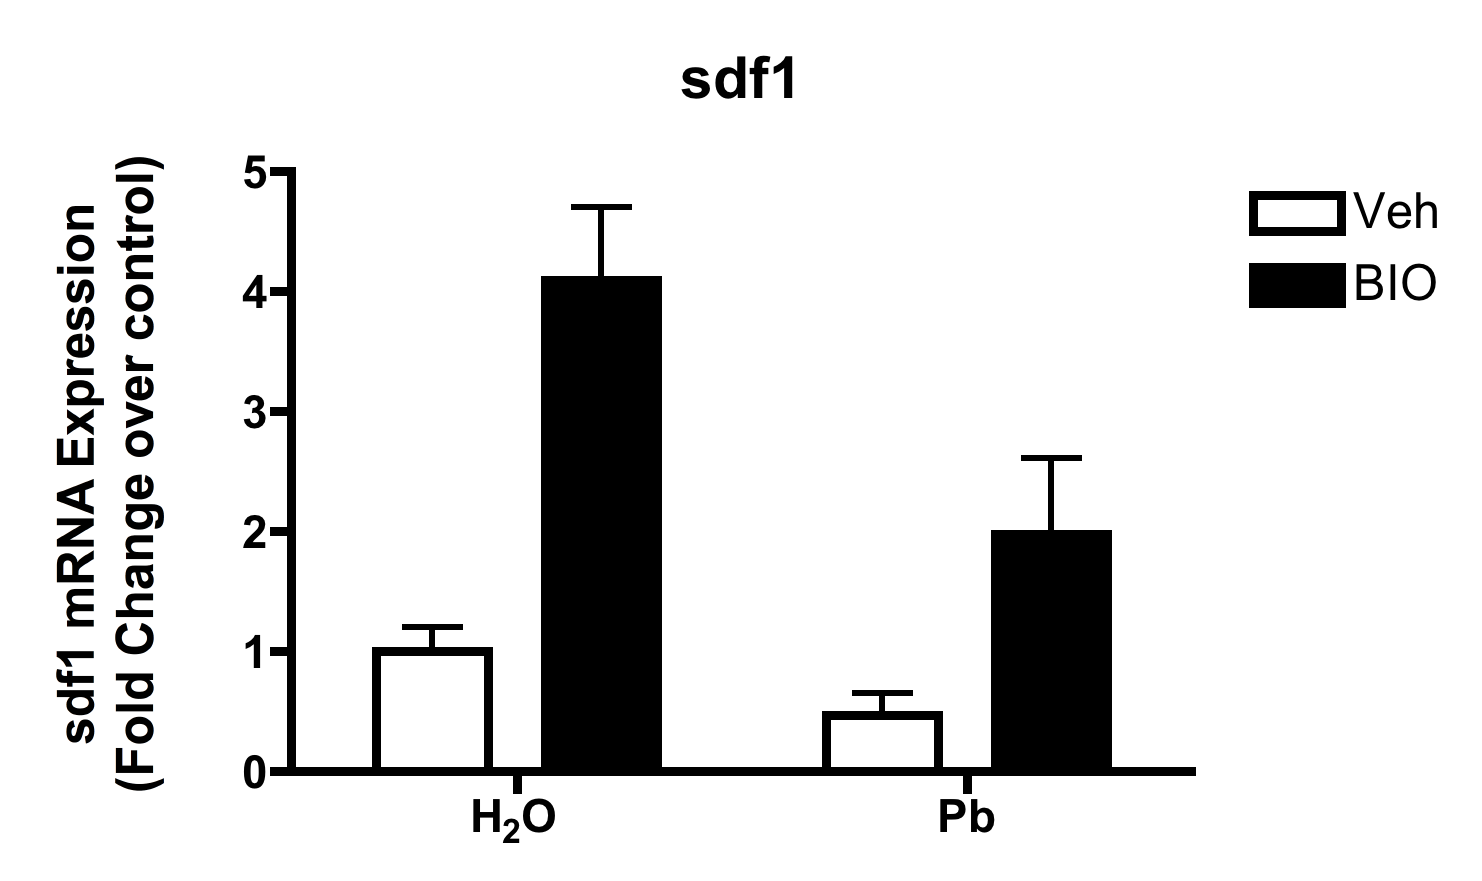 sdf1
sdf1 mRNA Expression
(Fold Change over control)
5
4
3
2
1
0
H₂O
Pb
Veh
BIO